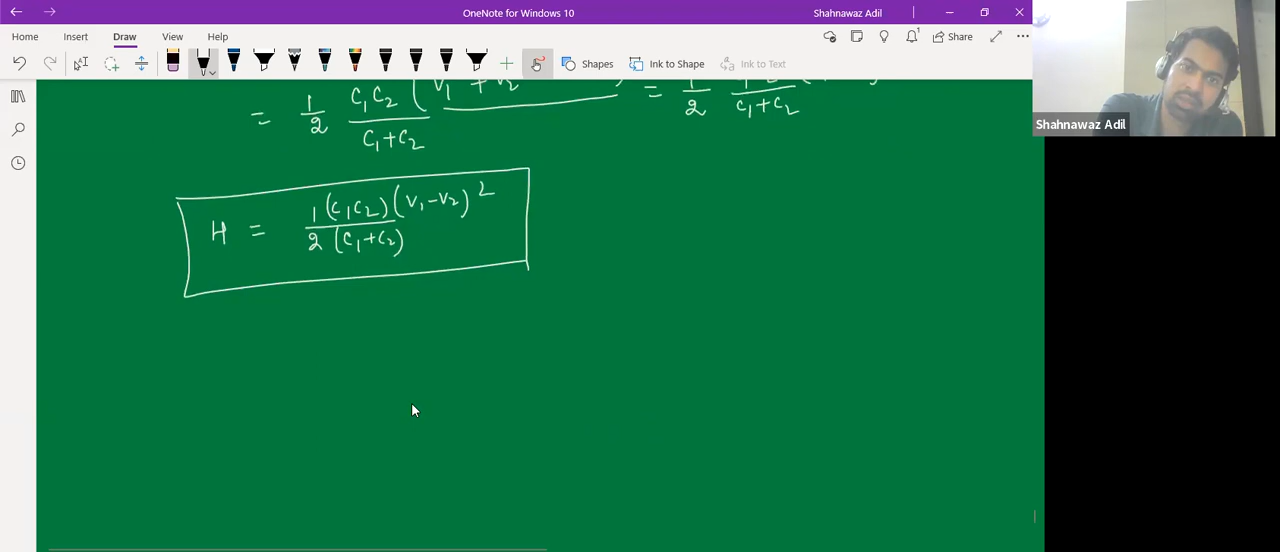 OneNote for Windows 10
Shahnawaz Adil
Home Insert Draw View Help
Share
Shapes Ink to Shape Ink to Text
Shahnawaz Adil
= 1/2 C₁C₂/(C₁+C₂) (V₁ + V₂ = 1/2 /(C₁+C₂)
H = 1(C₁C₂)(V₁-V₂)²/2(C₁+C₂)